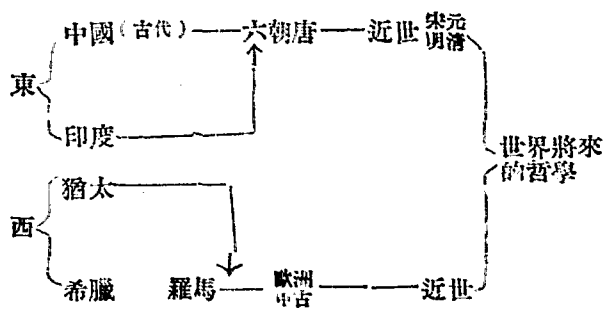 中國（古代） 六朝唐 近世 宋元明清
東
印度
世界將來的哲學
猶太
西
希臘 羅馬 歐洲中古 近世